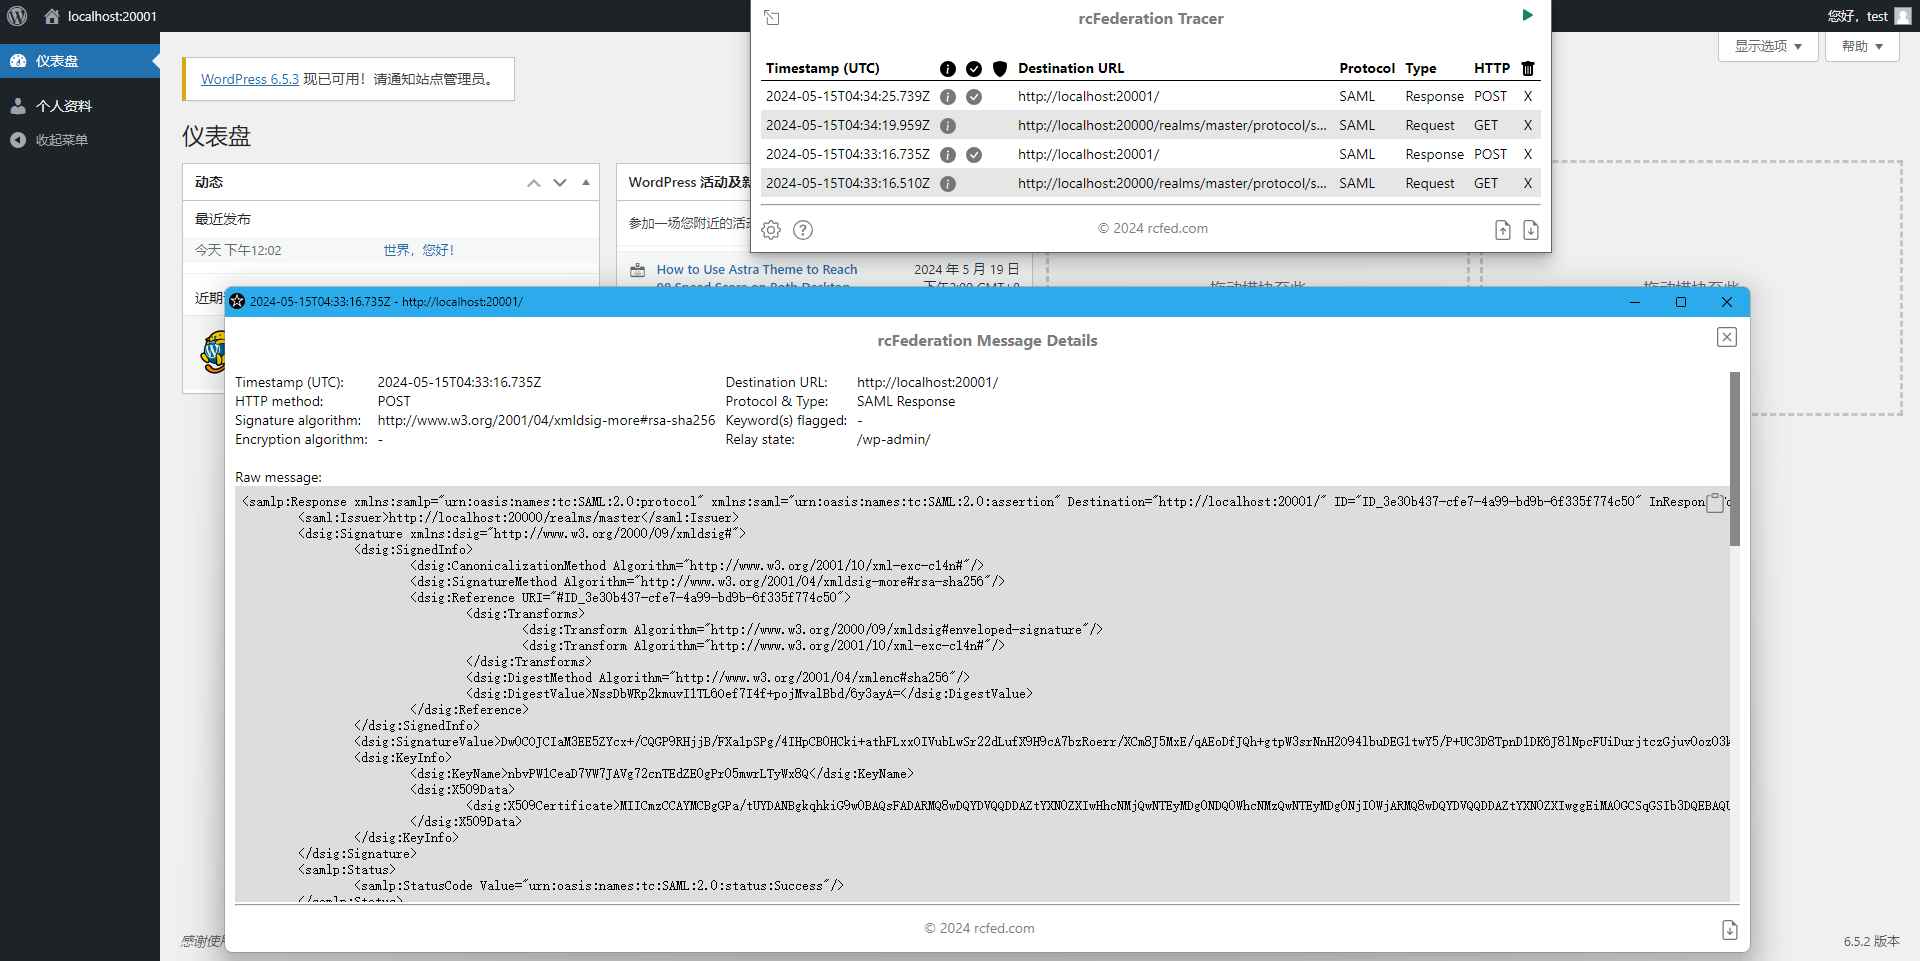 localhost:20001
您好，test
仪表盘
个人资料
收起菜单
显示选项
帮助
WordPress 6.5.3 现已可用！请通知站点管理员。
仪表盘
动态
最近发布
今天 下午12:02 世界，您好！
WordPress 活动及新
参加一场您附近的活
How to Use Astra Theme to Reach
2024 年 5 月 19 日
rcFederation Tracer
Timestamp (UTC) Destination URL Protocol Type HTTP
2024-05-15T04:34:25.739Z http://localhost:20001/ SAML Response POST X
2024-05-15T04:34:19.959Z http://localhost:20000/realms/master/protocol/s... SAML Request GET X
2024-05-15T04:33:16.735Z http://localhost:20001/ SAML Response POST X
2024-05-15T04:33:16.510Z http://localhost:20000/realms/master/protocol/s... SAML Request GET X
© 2024 rcfed.com
2024-05-15T04:33:16.735Z - http://localhost:20001/
rcFederation Message Details
Timestamp (UTC): 2024-05-15T04:33:16.735Z Destination URL: http://localhost:20001/
HTTP method: POST Protocol & Type: SAML Response
Signature algorithm: http://www.w3.org/2001/04/xmldsig-more#rsa-sha256 Keyword(s) flagged: -
Encryption algorithm: - Relay state: /wp-admin/
Raw message:
<samlp:Response xmlns:samlp="urn:oasis:names:tc:SAML:2.0:protocol" xmlns:saml="urn:oasis:names:tc:SAML:2.0:assertion" Destination="http://localhost:20001/" ID="ID_3e30b437-cfe7-4a99-bd9b-6f335f774c50" InRespon
<saml:Issuer>http://localhost:20000/realms/master</saml:Issuer>
<dsig:Signature xmlns:dsig="http://www.w3.org/2000/09/xmldsig#">
<dsig:SignedInfo>
<dsig:CanonicalizationMethod Algorithm="http://www.w3.org/2001/10/xml-exc-c14n#"/>
<dsig:SignatureMethod Algorithm="http://www.w3.org/2001/04/xmldsig-more#rsa-sha256"/>
<dsig:Reference URI="#ID_3e30b437-cfe7-4a99-bd9b-6f335f774c50">
<dsig:Transforms>
<dsig:Transform Algorithm="http://www.w3.org/2000/09/xmldsig#enveloped-signature"/>
<dsig:Transform Algorithm="http://www.w3.org/2001/10/xml-exc-c14n#"/>
</dsig:Transforms>
<dsig:DigestMethod Algorithm="http://www.w3.org/2001/04/xmlenc#sha256"/>
<dsig:DigestValue>NssDbWRp2kmuvI1TL6Oef7I4f+pojMvalBbd/6y3ayA=</dsig:DigestValue>
</dsig:Reference>
</dsig:SignedInfo>
<dsig:SignatureValue>
<dsig:KeyInfo>
<dsig:KeyName>nbvPW1CeaD7VW7JAVg72cnTEdZE0gPrO5mwrLTyWx8Q</dsig:KeyName>
<dsig:X509Data>
<dsig:X509Certificate>
</dsig:X509Data>
</dsig:KeyInfo>
</dsig:Signature>
<samlp:Status>
<samlp:StatusCode Value="urn:oasis:names:tc:SAML:2.0:status:Success"/>
</samlp:Status>
© 2024 rcfed.com
感谢使
6.5.2 版本